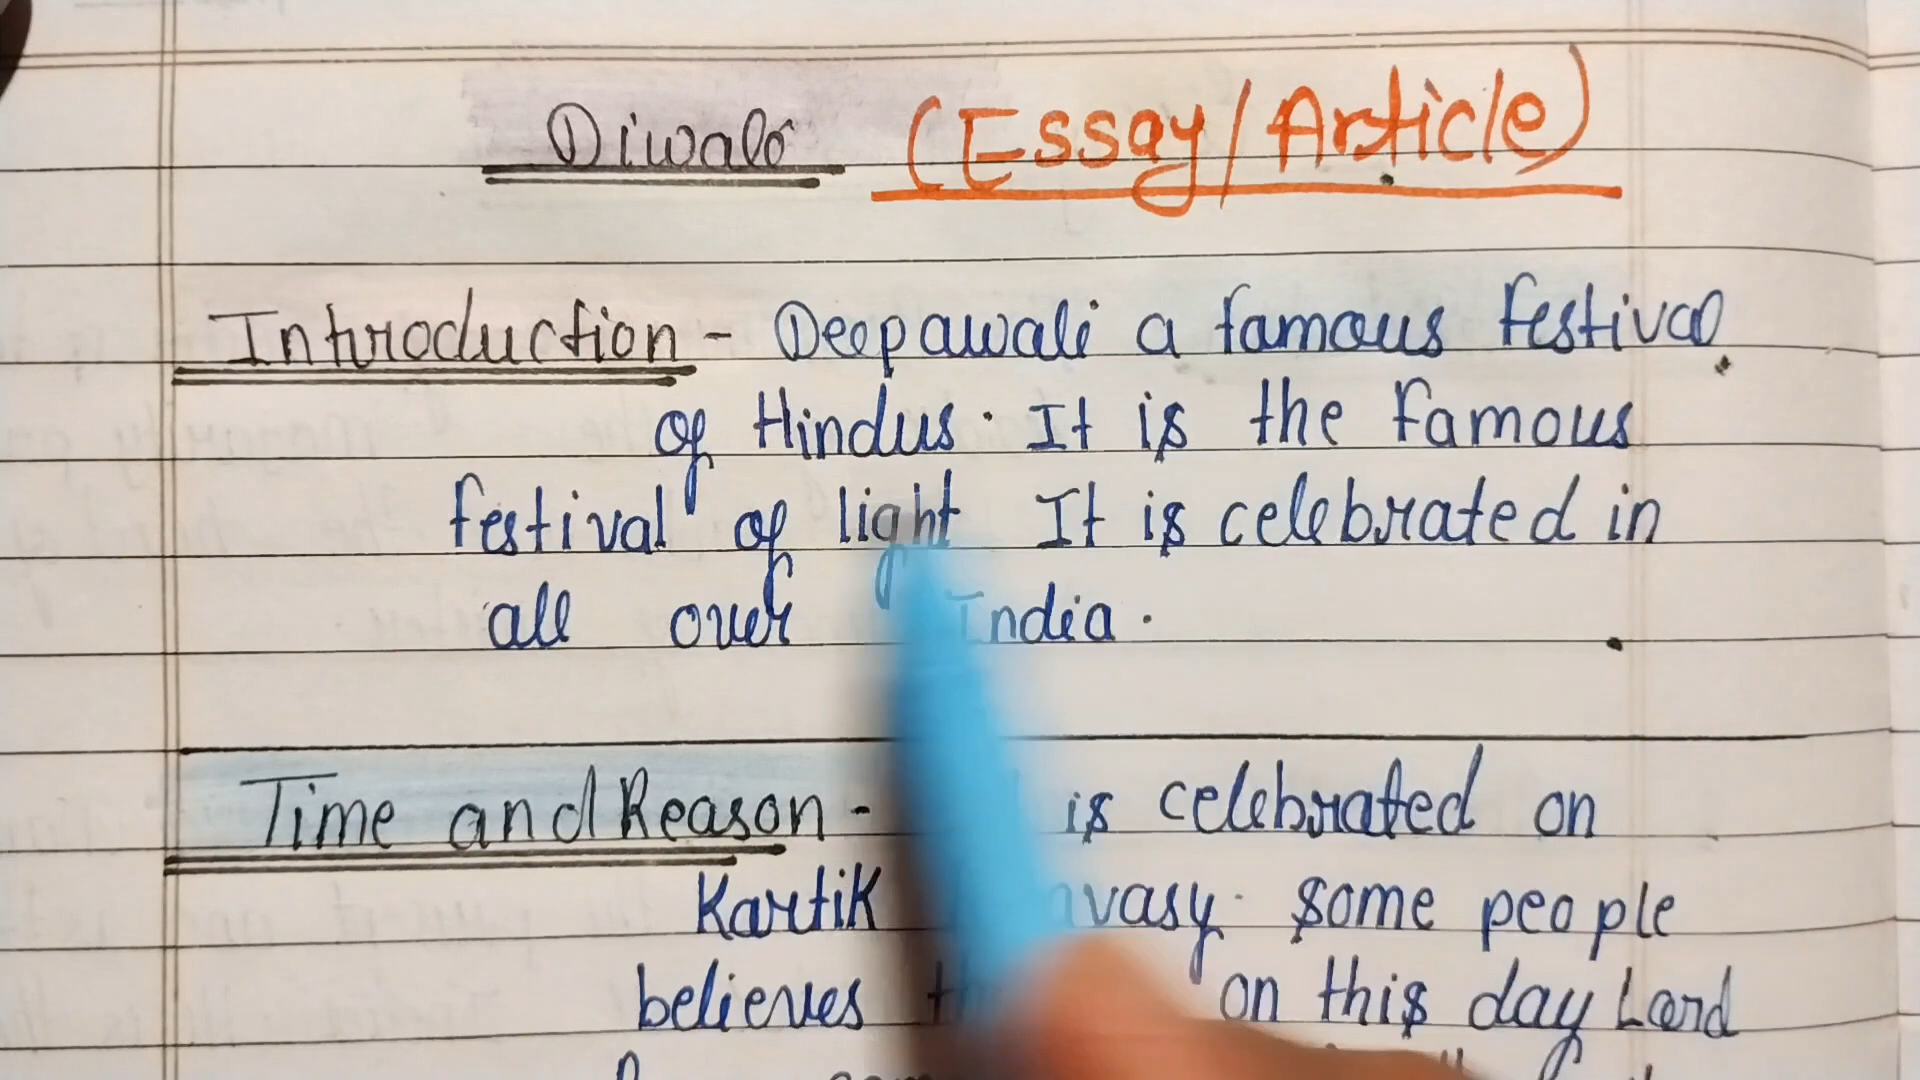 Diwali (Essay/Article)
Introduction - Deepawali a famous festival
of Hindus. It is the famous
festival of light It is celebrated in
all over India.
Time and Reason - is celebrated on
Kartik some people
believes on this day Lord